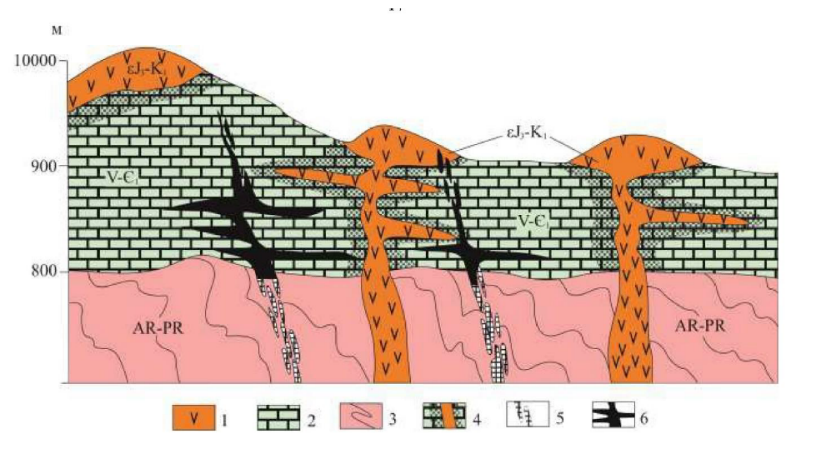 м
10000
εJ₃-K₁
εJ₃-K₁
900
V-Є₁
V-Є₁
800
AR-PR
AR-PR
1
2
3
4
5
6